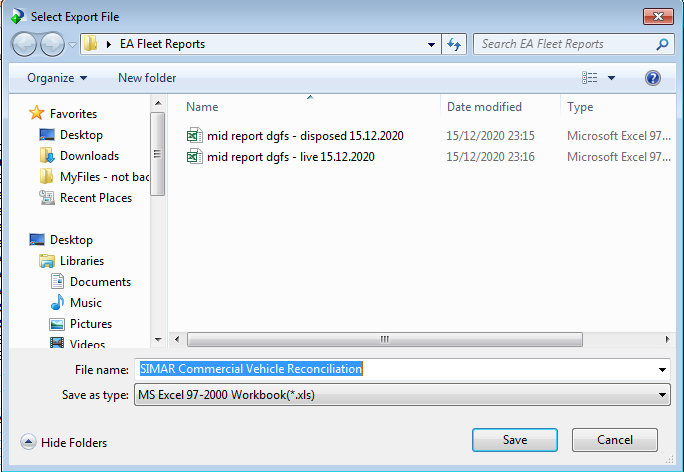 Select Export File
EA Fleet Reports
Search EA Fleet Reports
Organize
New folder
Name
Date modified
Type
Favorites
Desktop
Downloads
MyFiles - not bac
Recent Places
Desktop
Libraries
Documents
Music
Pictures
Videos
mid report dgfs - disposed 15.12.2020
15/12/2020 23:15
Microsoft Excel 97...
mid report dgfs - live 15.12.2020
15/12/2020 23:16
Microsoft Excel 97...
File name:
SIMAR Commercial Vehicle Reconciliation
Save as type:
MS Excel 97-2000 Workbook(*.xls)
Hide Folders
Save
Cancel